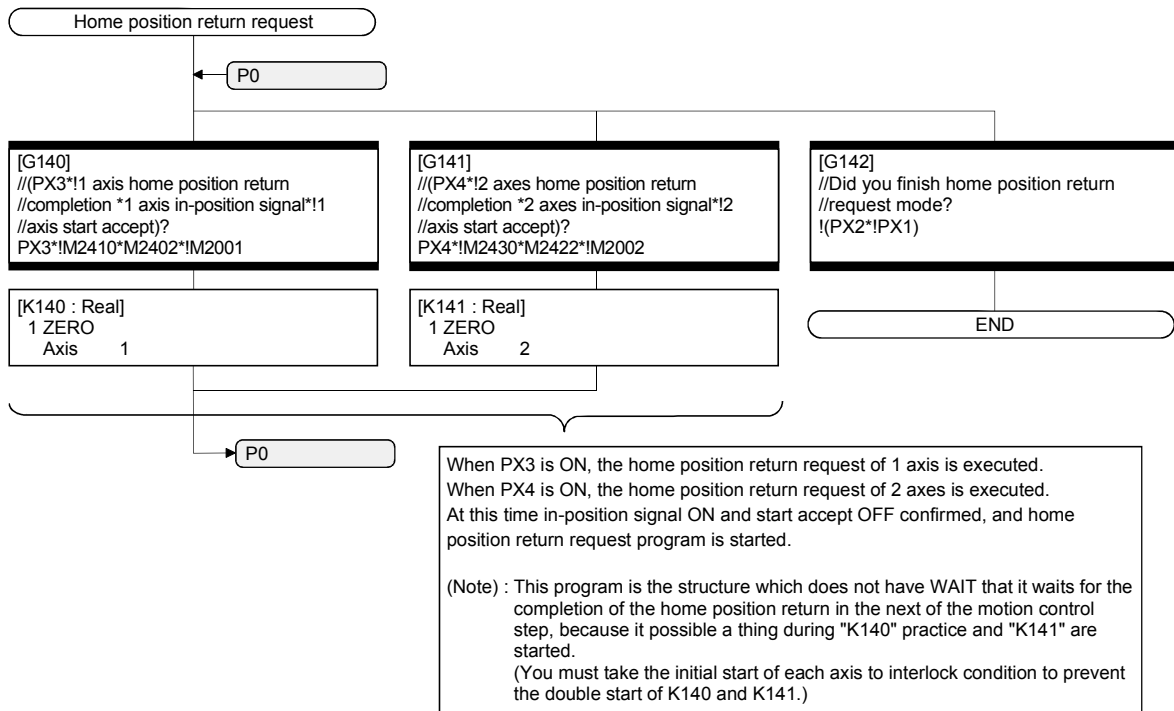 Home position return request
P0
[G140]
//(PX3*!1 axis home position return
//completion *1 axis in-position signal*!1
//axis start accept)?
PX3*!M2410*M2402*!M2001
[G141]
//(PX4*!2 axes home position return
//completion *2 axes in-position signal*!2
//axis start accept)?
PX4*!M2430*M2422*!M2002
[G142]
//Did you finish home position return
//request mode?
!(PX2*!PX1)
[K140 : Real]
1 ZERO
Axis 1
[K141 : Real]
1 ZERO
Axis 2
END
P0
When PX3 is ON, the home position return request of 1 axis is executed.
When PX4 is ON, the home position return request of 2 axes is executed.
At this time in-position signal ON and start accept OFF confirmed, and home
position return request program is started.
(Note) : This program is the structure which does not have WAIT that it waits for the
completion of the home position return in the next of the motion control
step, because it possible a thing during "K140" practice and "K141" are
started.
(You must take the initial start of each axis to interlock condition to prevent
the double start of K140 and K141.)